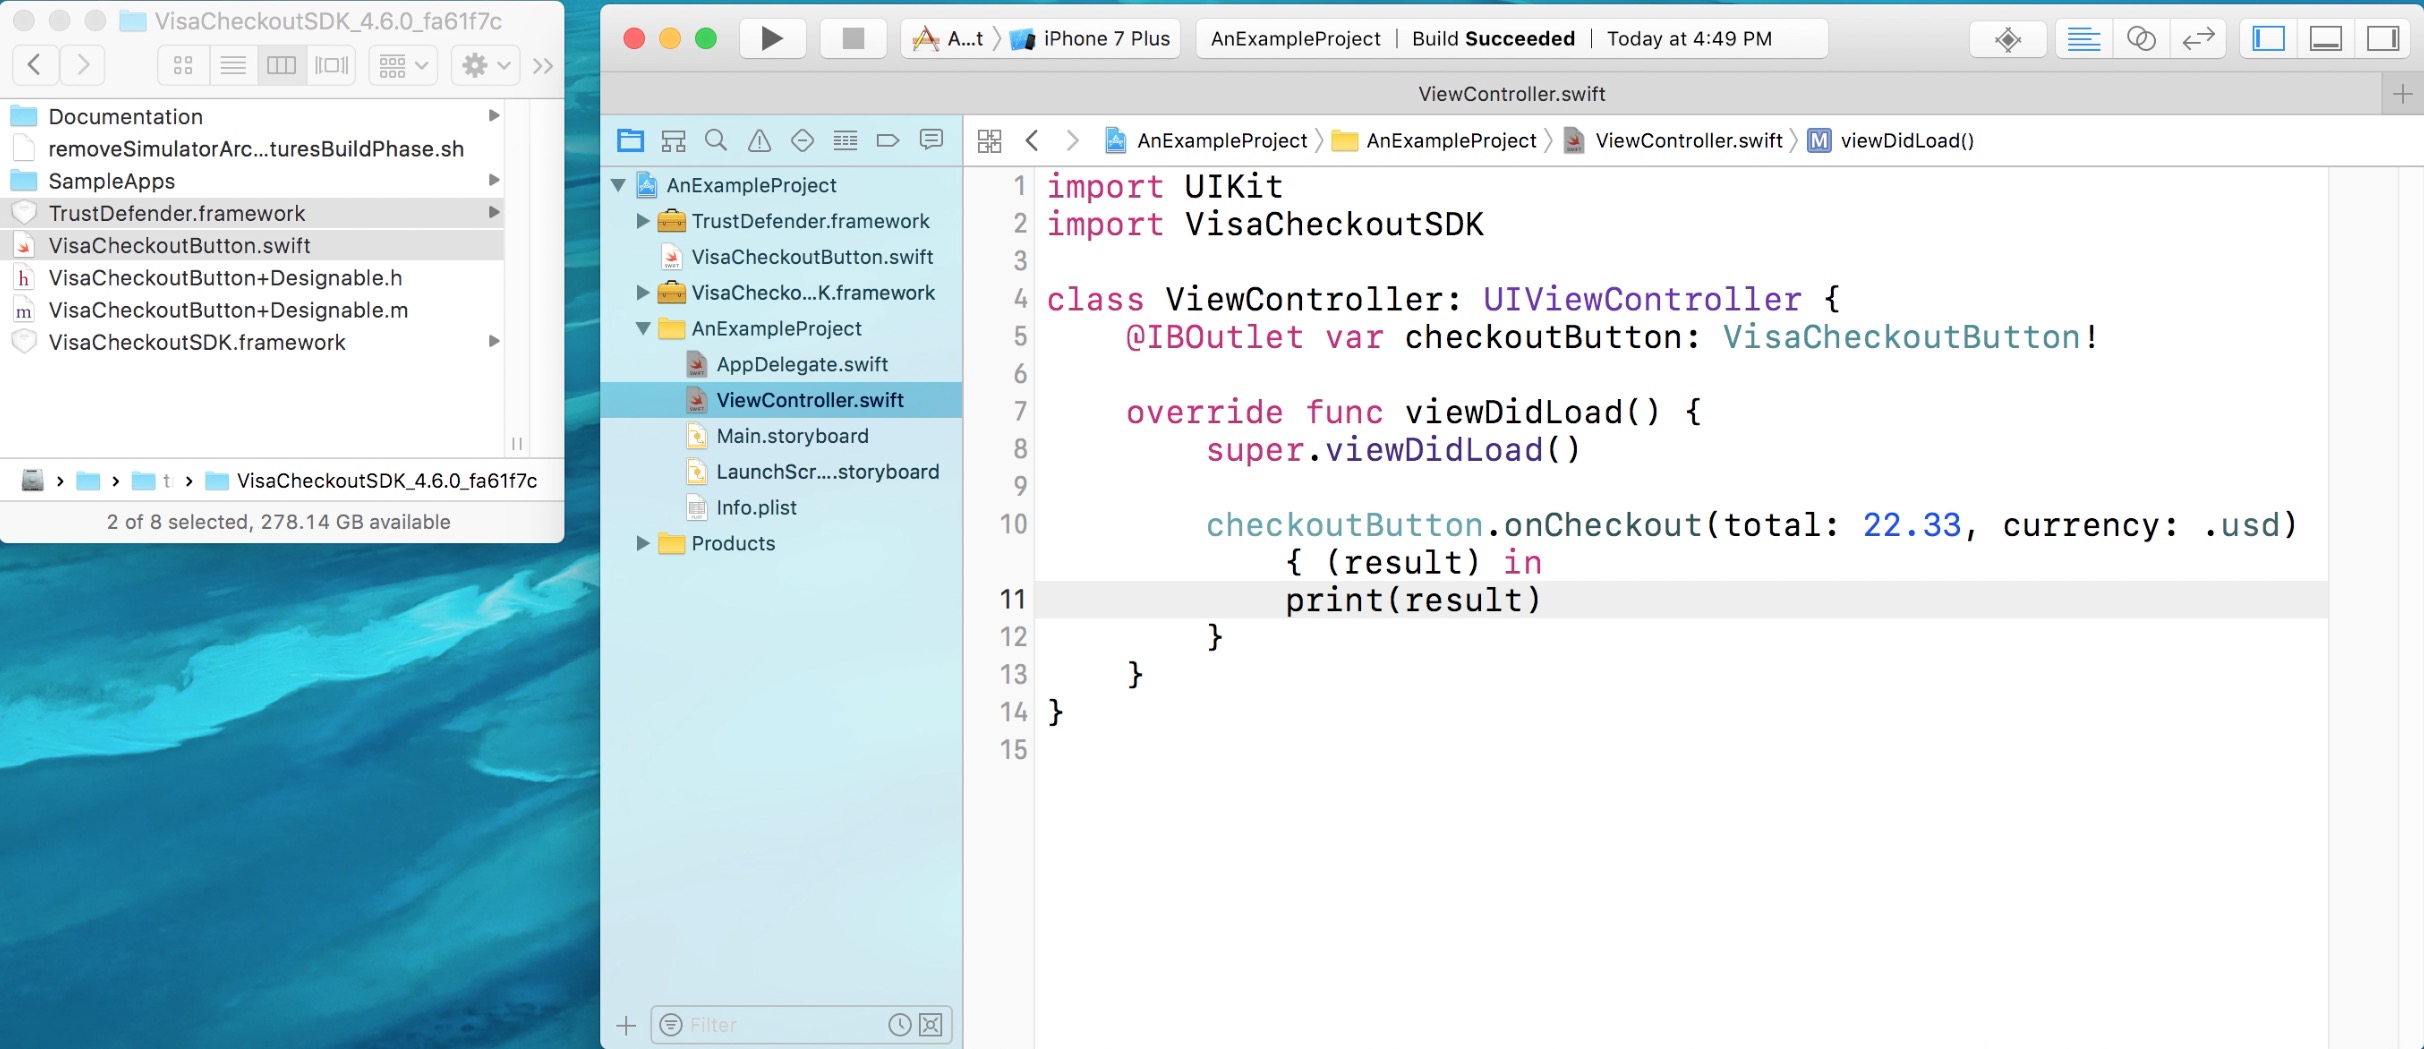 VisaCheckoutSDK_4.6.0_fa61f7c
Documentation
removeSimulatorArc...turesBuildPhase.sh
SampleApps
TrustDefender.framework
VisaCheckoutButton.swift
h VisaCheckoutButton+Designable.h
m VisaCheckoutButton+Designable.m
VisaCheckoutSDK.framework
VisaCheckoutSDK_4.6.0_fa61f7c
2 of 8 selected, 278.14 GB available
A...t iPhone 7 Plus
AnExampleProject | Build Succeeded | Today at 4:49 PM
ViewController.swift
AnExampleProject AnExampleProject ViewController.swift M viewDidLoad()
AnExampleProject
TrustDefender.framework
VisaCheckoutButton.swift
VisaChecko...K.framework
AnExampleProject
AppDelegate.swift
ViewController.swift
Main.storyboard
LaunchScr....storyboard
Info.plist
Products
Filter
1 import UIKit
2 import VisaCheckoutSDK
3
4 class ViewController: UIViewController {
5 @IBOutlet var checkoutButton: VisaCheckoutButton!
6
7 override func viewDidLoad() {
8 super.viewDidLoad()
9
10 checkoutButton.onCheckout(total: 22.33, currency: .usd)
{ (result) in
11 print(result)
12 }
13 }
14 }
15